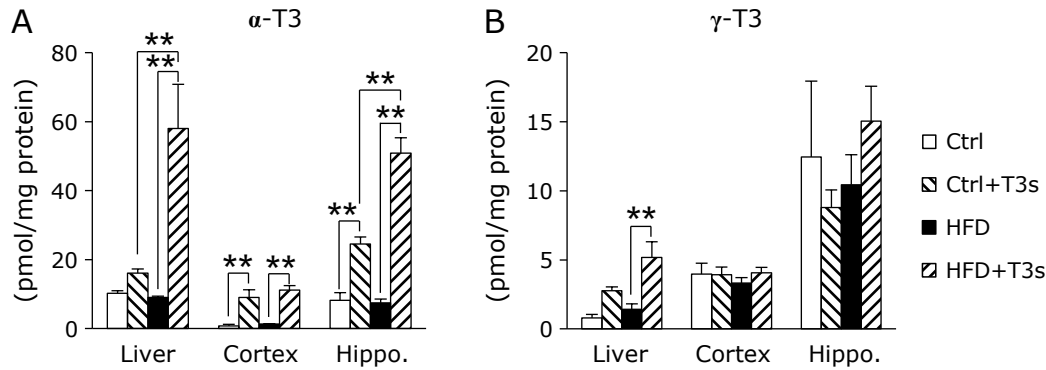 A
α-T3
(pmol/mg protein)
80
60
40
20
0
**
**
**
**
**
**
**
Liver
Cortex
Hippo.
B
γ-T3
(pmol/mg protein)
20
15
10
5
0
**
Liver
Cortex
Hippo.
Ctrl
Ctrl+T3s
HFD
HFD+T3s